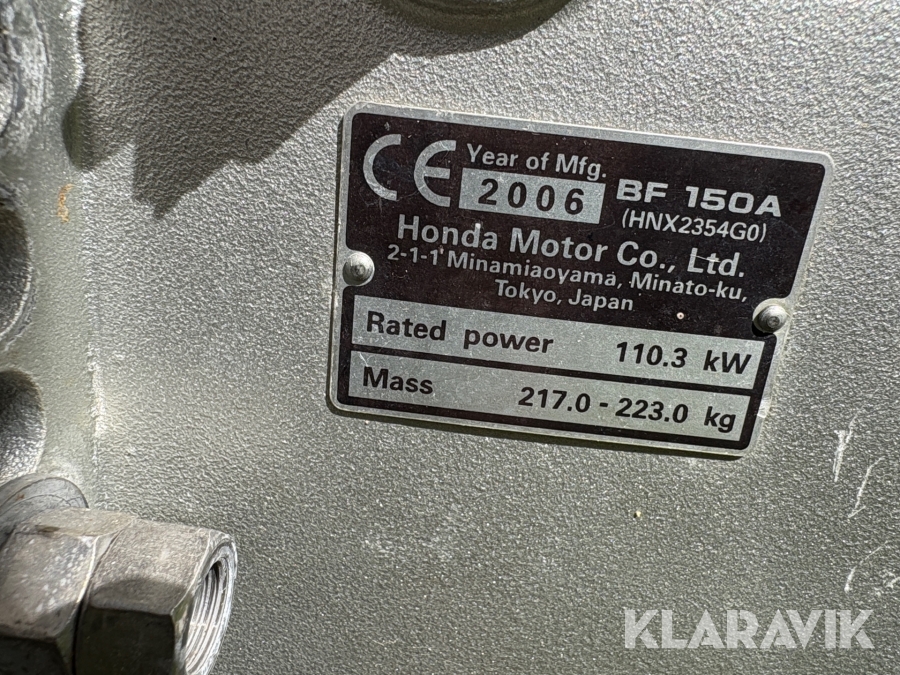 CE Year of Mfg.
2006 BF 150A
(HNX2354G0)
Honda Motor Co., Ltd.
2-1-1 Minamiaoyama, Minato-ku,
Tokyo, Japan
Rated power 110.3 kW
Mass 217.0 - 223.0 kg
KLARAVIK